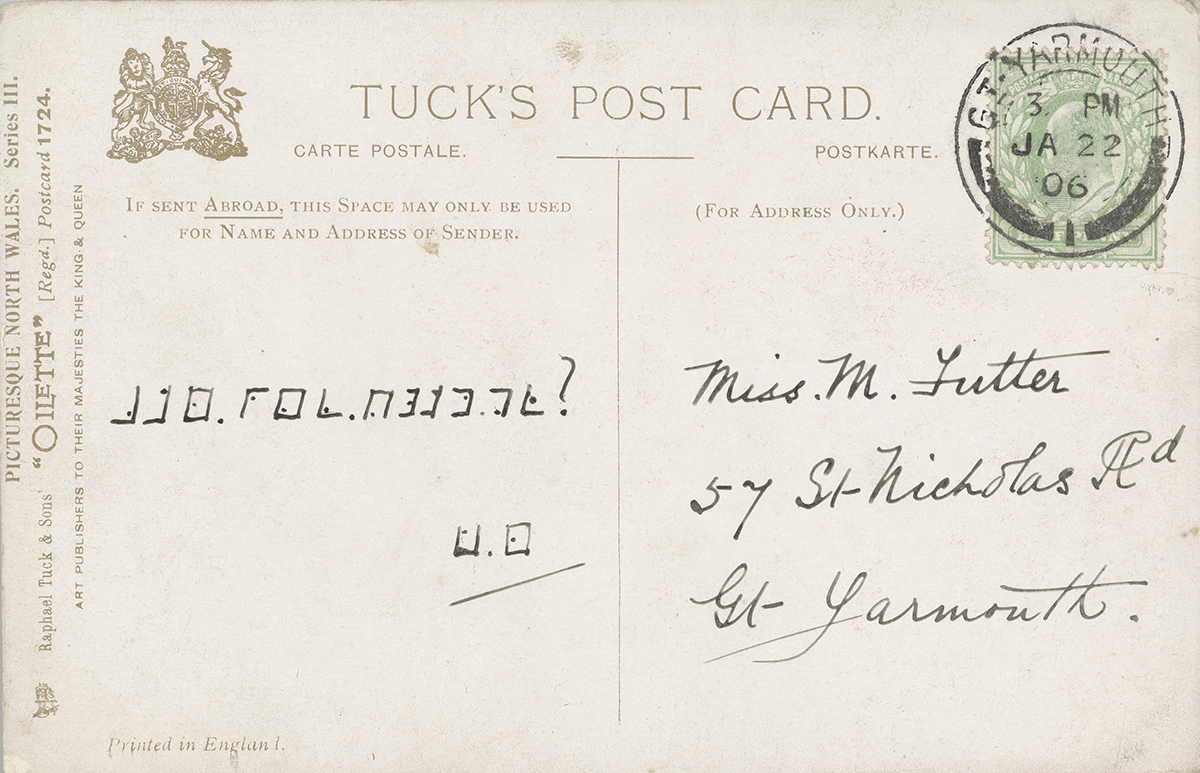 TUCK'S POST CARD.
CARTE POSTALE.
POSTKARTE.
IF SENT ABROAD, THIS SPACE MAY ONLY BE USED
FOR NAME AND ADDRESS OF SENDER.
(FOR ADDRESS ONLY.)
GT. YARMOUTH
3. PM
JA 22
06
1
Miss. M. Futter
57 St Nicholas Rd
Gt Yarmouth.
PICTURESQUE NORTH WALES. Series III.
Raphael Tuck & Sons' "OILETTE" [Regd.] Postcard 1724.
ART PUBLISHERS TO THEIR MAJESTIES THE KING & QUEEN
Printed in England.